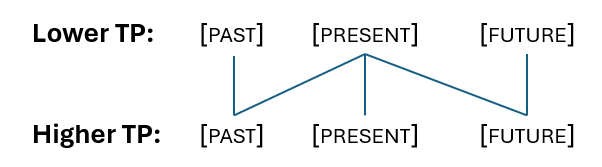 Lower TP: [PAST] [PRESENT] [FUTURE]
Higher TP: [PAST] [PRESENT] [FUTURE]